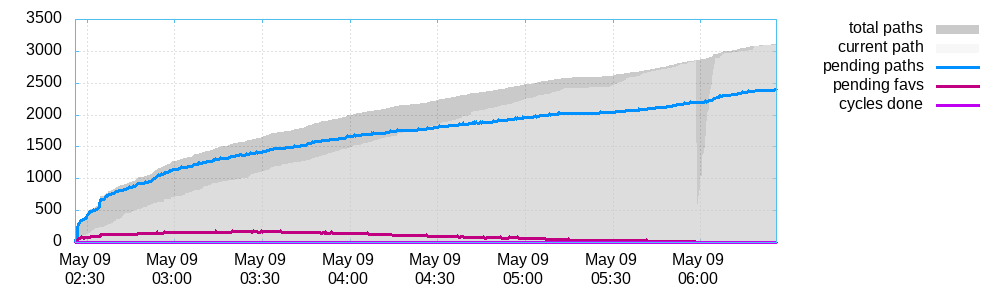 3500
3000
2500
2000
1500
1000
500
0
May 09 May 09 May 09 May 09 May 09 May 09 May 09 May 09
02:30 03:00 03:30 04:00 04:30 05:00 05:30 06:00
total paths
current path
pending paths
pending favs
cycles done